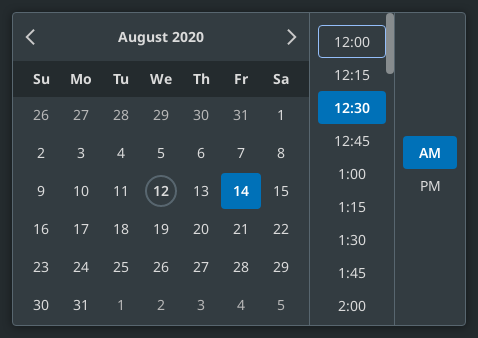 August 2020
Su Mo Tu We Th Fr Sa
26 27 28 29 30 31 1
2 3 4 5 6 7 8
9 10 11 12 13 14 15
16 17 18 19 20 21 22
23 24 25 26 27 28 29
30 31 1 2 3 4 5
12:00
12:15
12:30
12:45
1:00
1:15
1:30
1:45
2:00
AM
PM